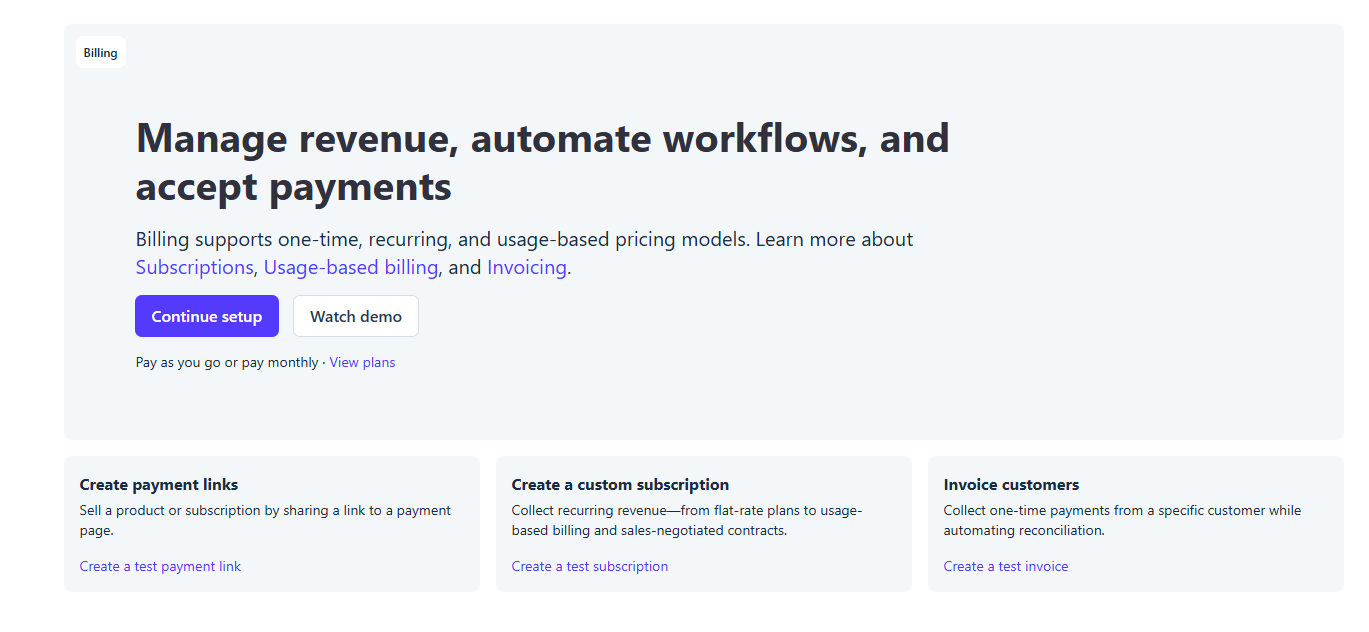 Billing
Manage revenue, automate workflows, and
accept payments
Billing supports one-time, recurring, and usage-based pricing models. Learn more about
Subscriptions, Usage-based billing, and Invoicing.
Continue setup
Watch demo
Pay as you go or pay monthly · View plans
Create payment links
Sell a product or subscription by sharing a link to a payment
page.
Create a test payment link
Create a custom subscription
Collect recurring revenue—from flat-rate plans to usage-
based billing and sales-negotiated contracts.
Create a test subscription
Invoice customers
Collect one-time payments from a specific customer while
automating reconciliation.
Create a test invoice